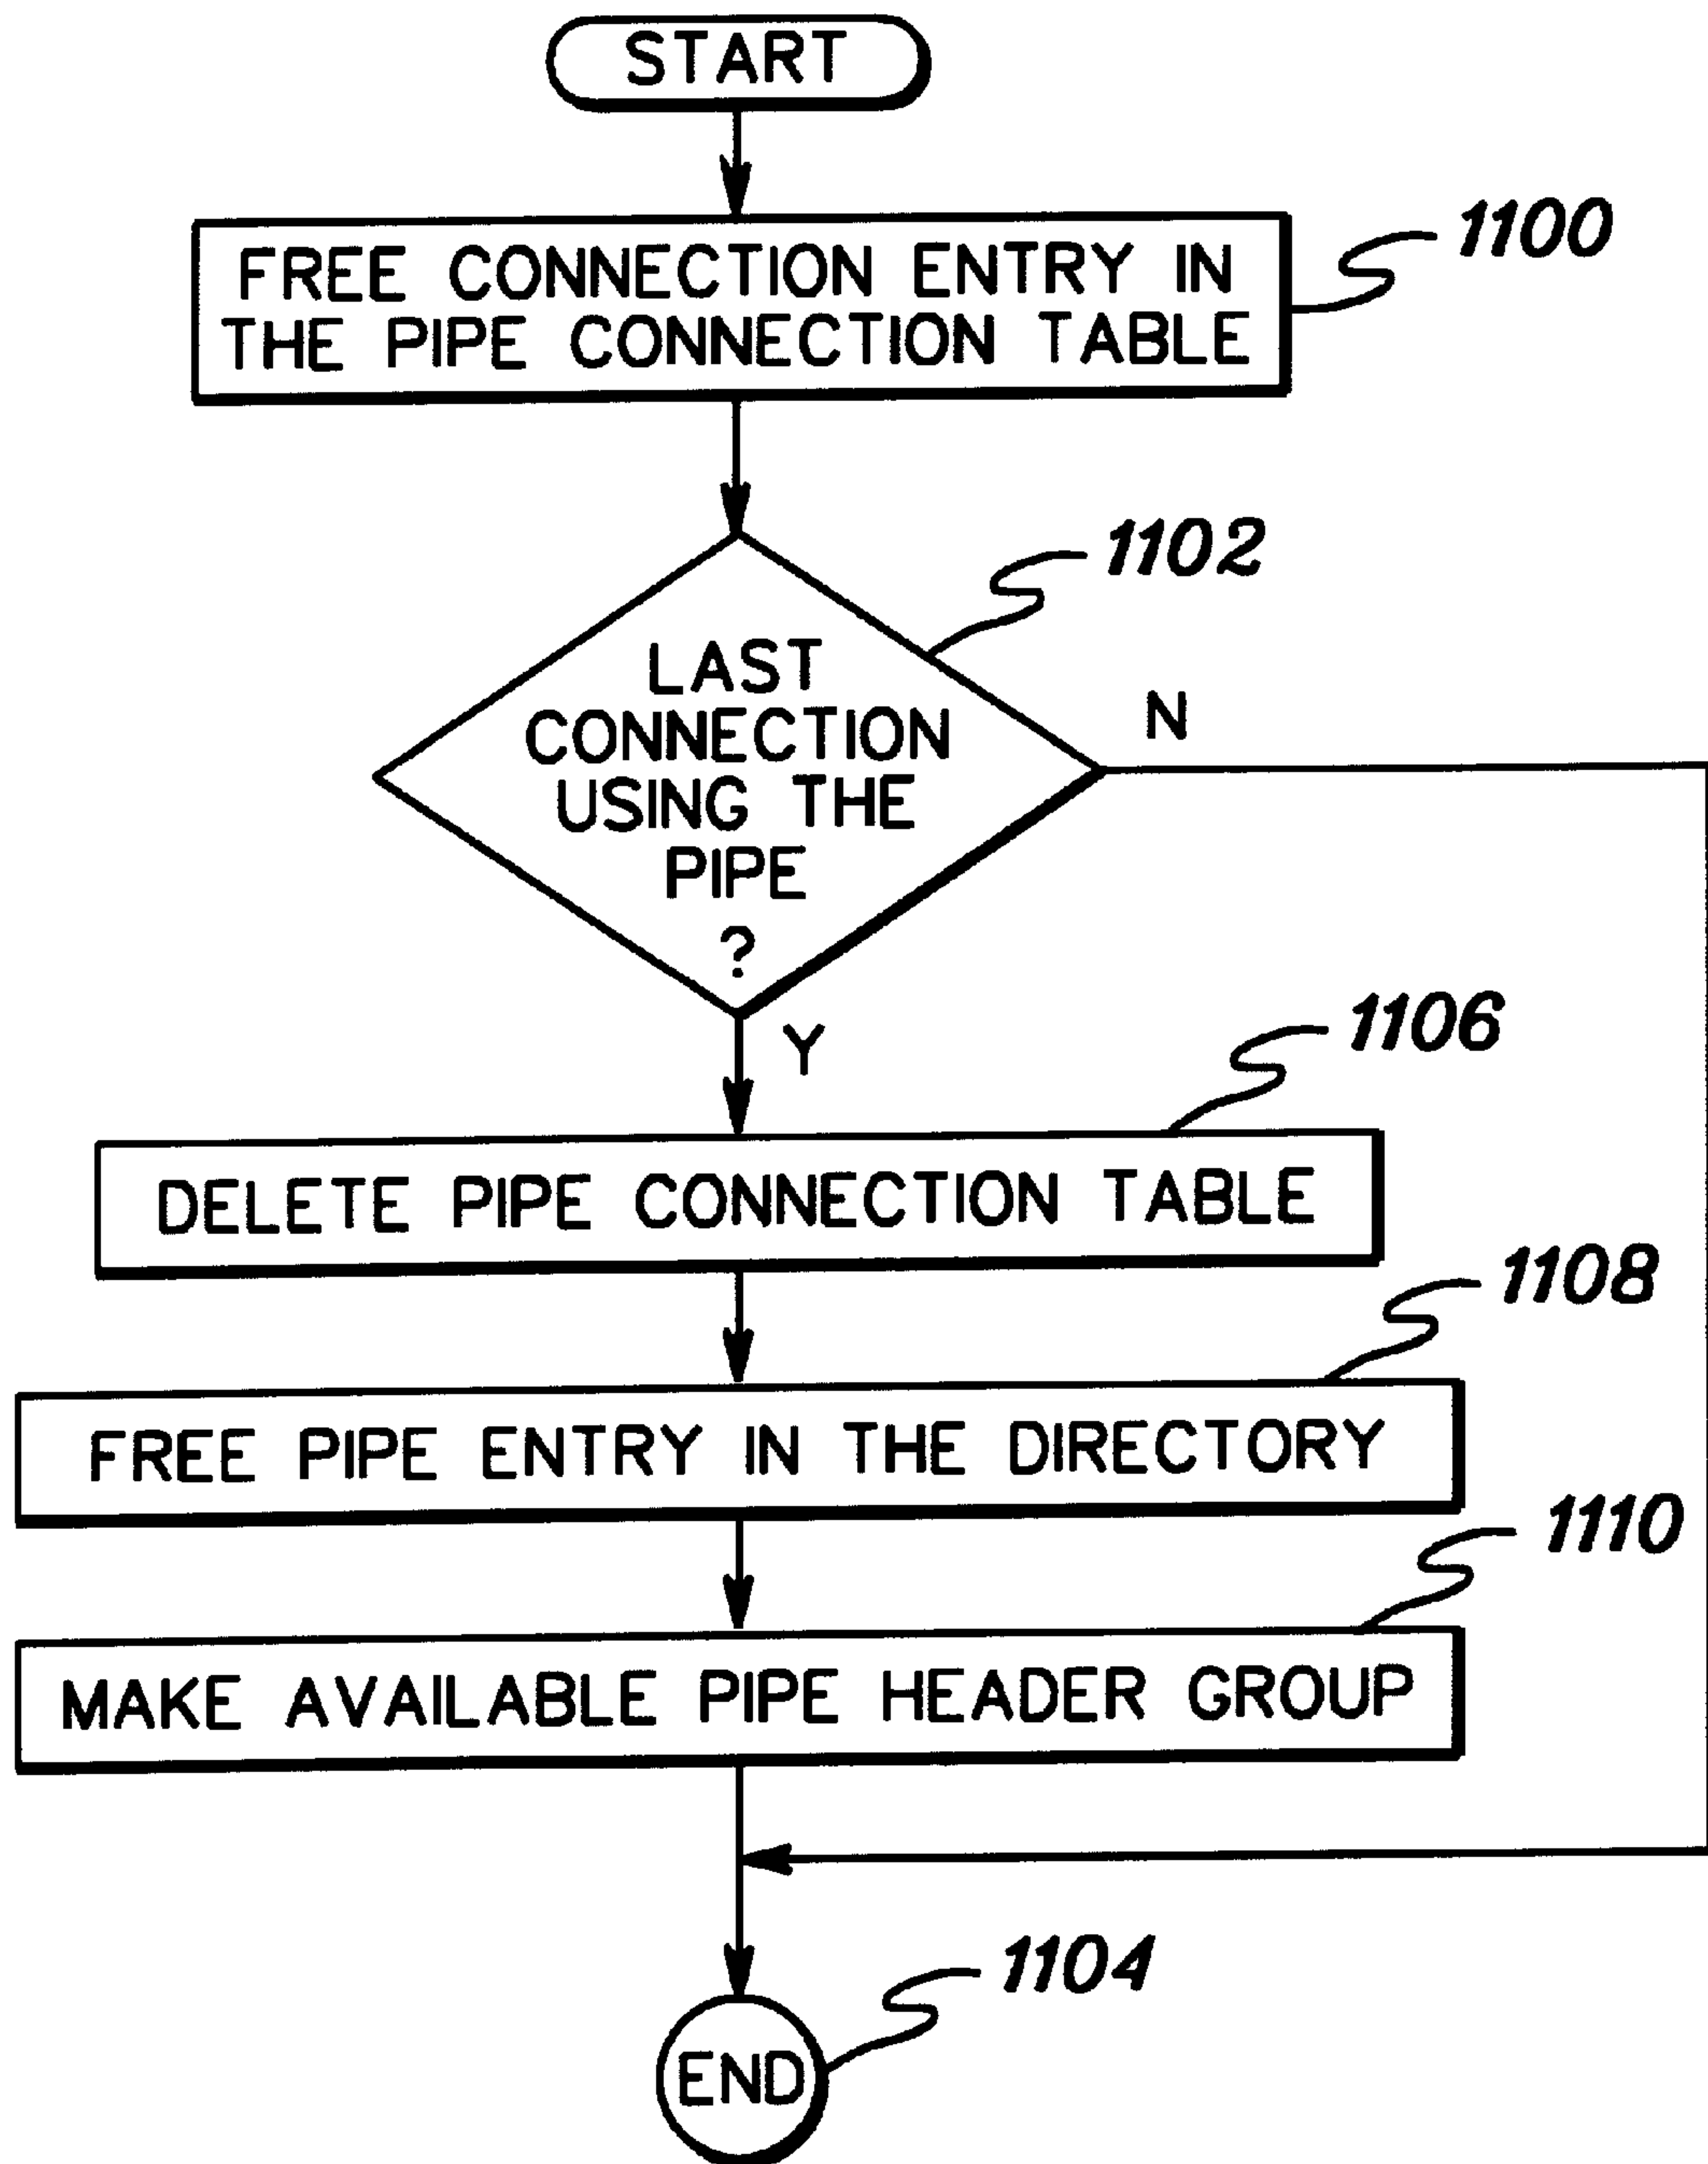 START
FREE CONNECTION ENTRY IN
THE PIPE CONNECTION TABLE
1100
1102
LAST
CONNECTION
USING THE
PIPE
?
N
Y
1106
DELETE PIPE CONNECTION TABLE
1108
FREE PIPE ENTRY IN THE DIRECTORY
1110
MAKE AVAILABLE PIPE HEADER GROUP
1104
END